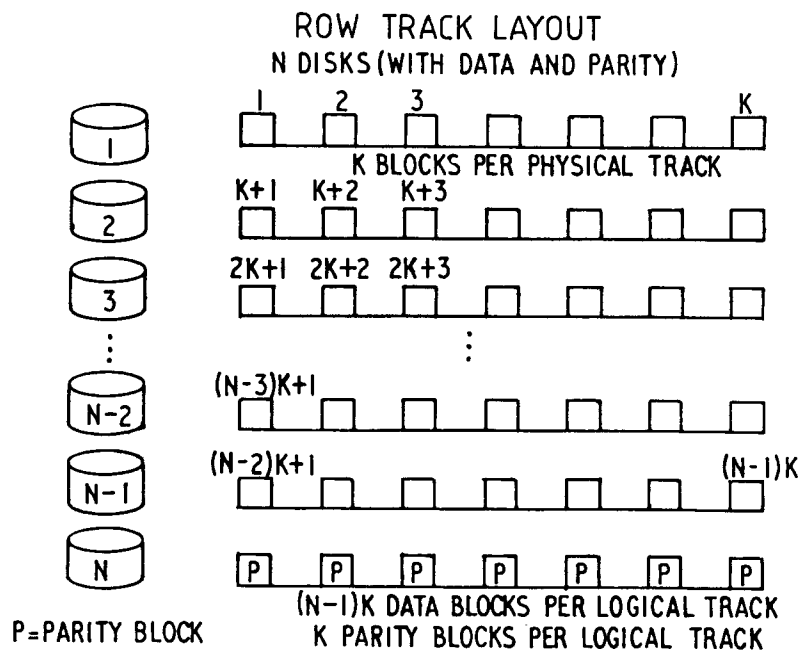 ROW TRACK LAYOUT
N DISKS (WITH DATA AND PARITY)
1 1 2 3 K
K BLOCKS PER PHYSICAL TRACK
K+1 K+2 K+3
2
2K+1 2K+2 2K+3
3
(N-3)K+1
N-2
(N-2)K+1 (N-1)K
N-1
N P P P P P P P
(N-1)K DATA BLOCKS PER LOGICAL TRACK
P=PARITY BLOCK K PARITY BLOCKS PER LOGICAL TRACK